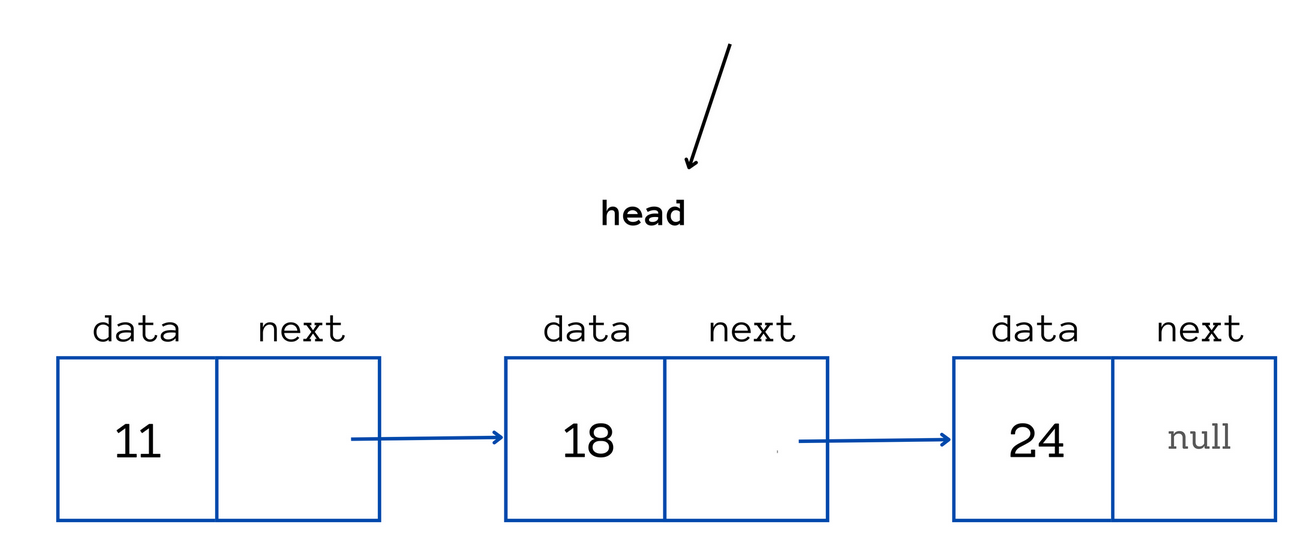 head
data next data next data next
11 18 24 null